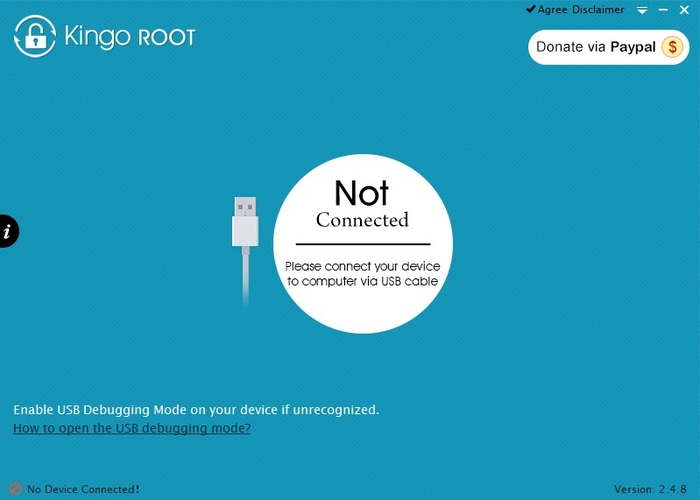 Agree Disclaimer
Kingo ROOT
Donate via Paypal $
Not
Connected
Please connect your device
to computer via USB cable
i
Enable USB Debugging Mode on your device if unrecognized.
How to open the USB debugging mode?
No Device Connected!
Version: 2.4.8